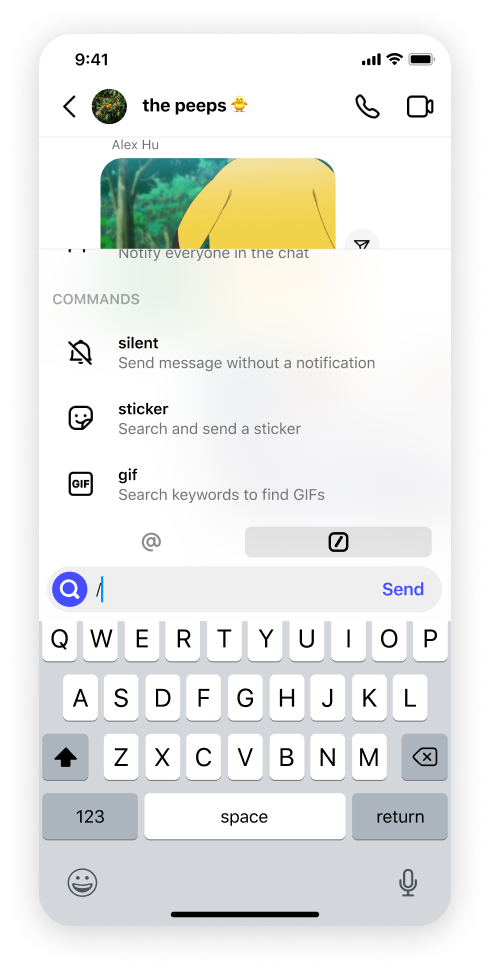 9:41
the peeps 🐥
Alex Hu
Notify everyone in the chat
COMMANDS
silent
Send message without a notification
sticker
Search and send a sticker
GIF
gif
Search keywords to find GIFs
@
/
/
Send
Q W E R T Y U I O P
A S D F G H J K L
Z X C V B N M
123
space
return